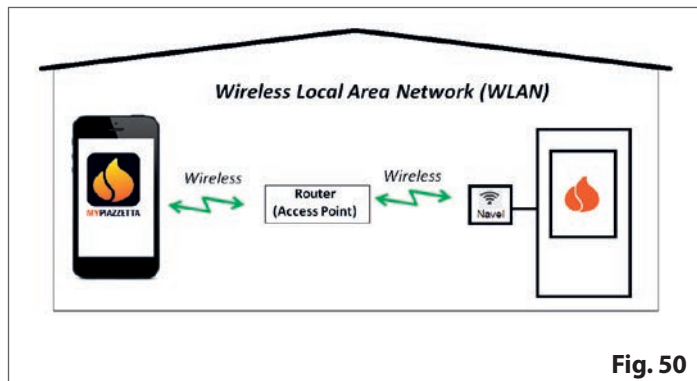 Wireless Local Area Network (WLAN)
MYPIAZZETTA
Wireless
Router
(Access Point)
Wireless
Navel
Fig. 50